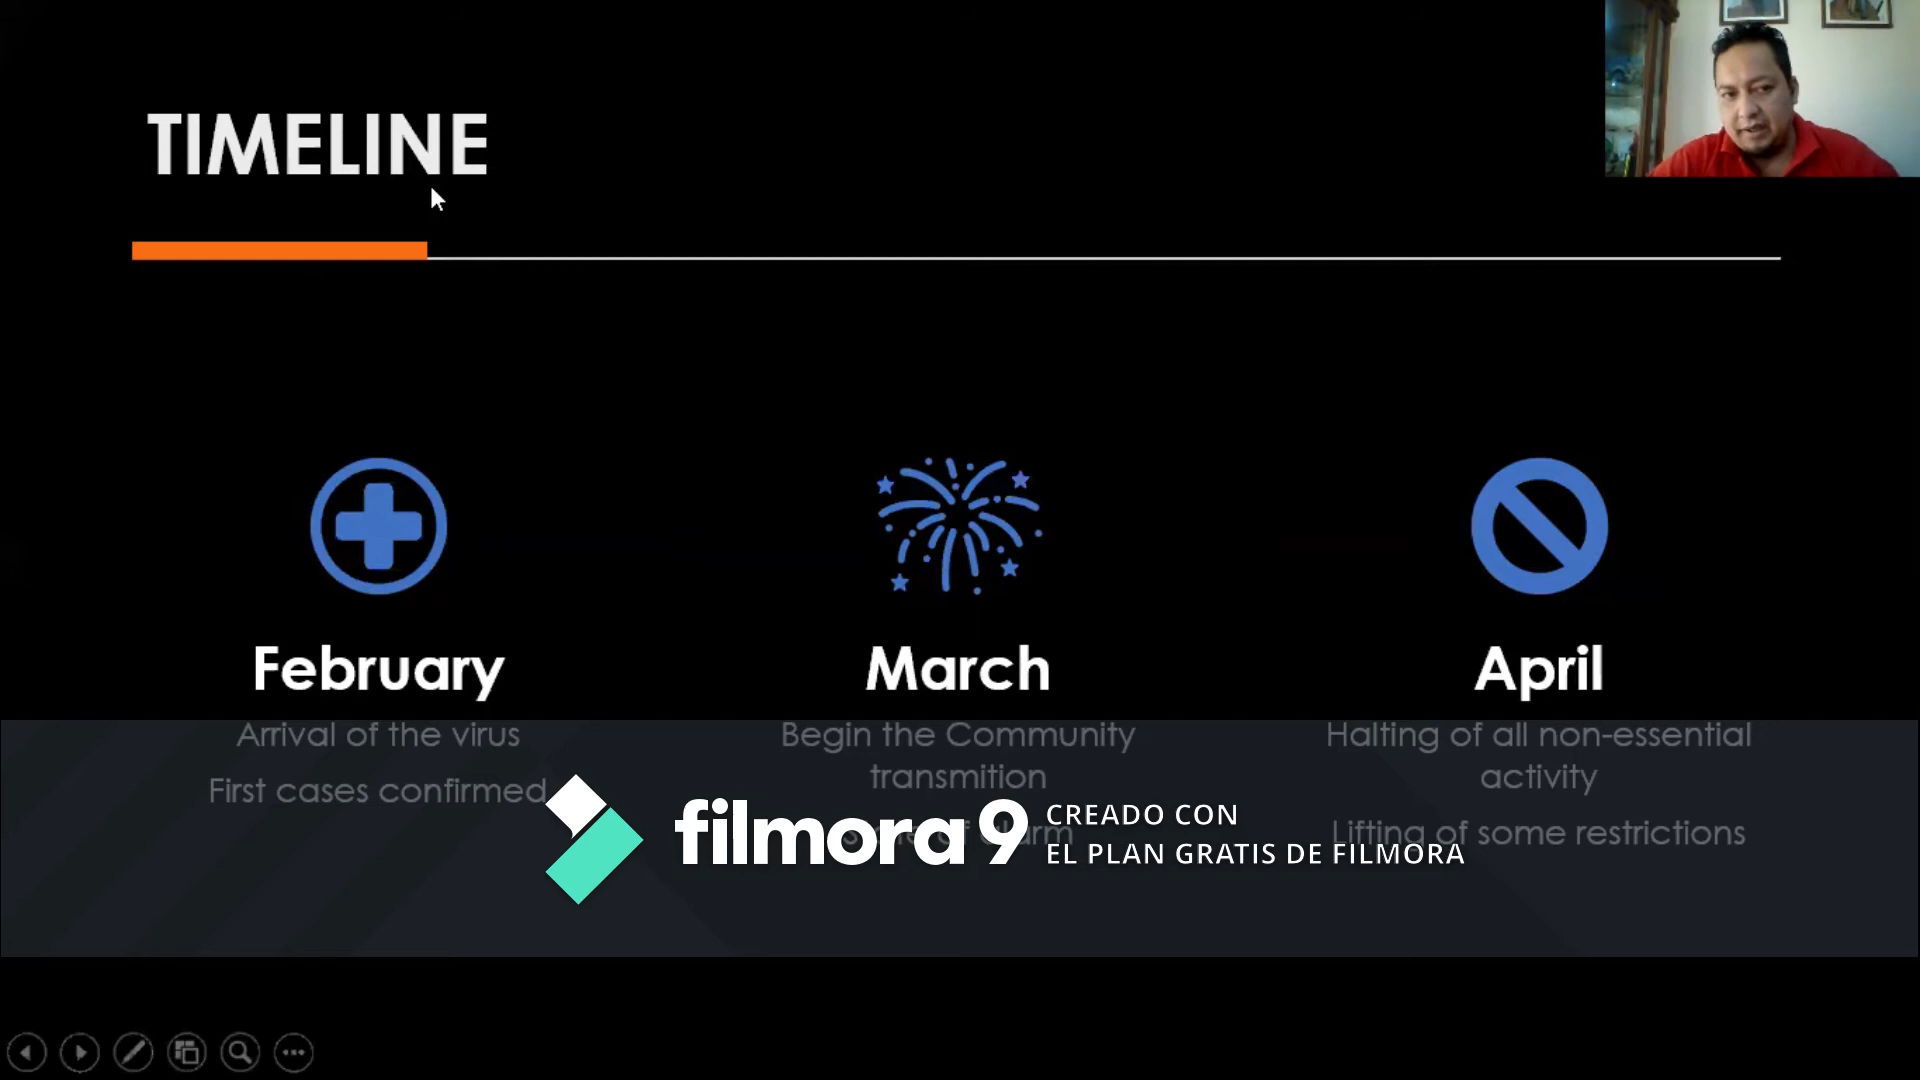 TIMELINE
February
March
April
Arrival of the virus
First cases confirmed
Begin the Community
transmition
Halting of all non-essential
activity
Lifting of some restrictions
filmora 9
CREADO CON
EL PLAN GRATIS DE FILMORA